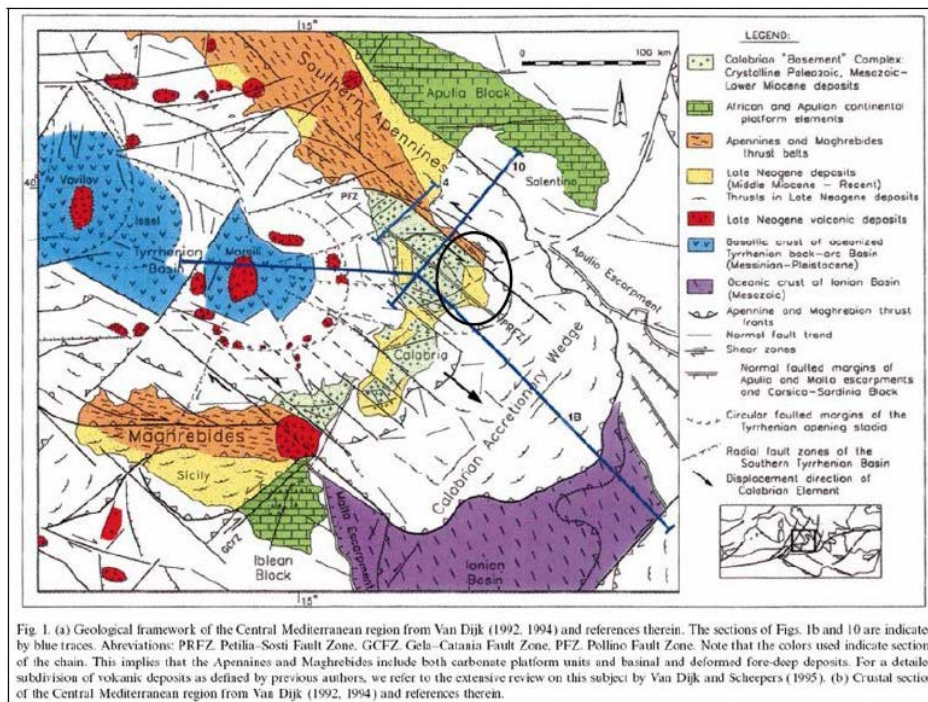 15°
100 km
0
Southern Apennines
Apulia Block
10
40°
4
Salentino
PFZ
Vavilov
Issel
Tyrrhenian
Basin
Apulia Escarpment
PRFZ
Calabria
Calabrian Accretionary Wedge
1B
Maghrebides
Sicily
GCFZ
Malta Escarpment
Iblean
Block
Ionian
Basin
15°
LEGEND:
Calabrian "Basement" Complex:
Crystalline Paleozoic, Mesozoic-
Lower Miocene deposits
African and Apulian continental
platform elements
Apennines and Maghrebides
thrust belts
Late Neogene deposits
(Middle Miocene – Recent)
Thrusts in Late Neogene deposits
Late Neogene volcanic deposits
Basaltic crust of oceanized
Tyrrhenian back-arc Basin
(Messinian-Pleistocene)
Oceanic crust of Ionian Basin
(Mesozoic)
Apennine and Maghrebian thrust
fronts
Normal fault trend
Shear zones
Normal faulted margins of
Apulia and Malta escarpments
and Corsica-Sardinia Block
Circular faulted margins of the
Tyrrhenian opening stadia
Radial fault zones of the
Southern Tyrrhenian Basin
Displacement direction of
Calabrian Element
Fig. 1. (a) Geological framework of the Central Mediterranean region from Van Dijk (1992, 1994) and references therein. The sections of Figs. 1b and 10 are indicate
by blue traces. Abreviations: PRFZ, Petilia–Sosti Fault Zone, GCFZ, Gela–Catania Fault Zone, PFZ, Pollino Fault Zone. Note that the colors used indicate section
of the chain. This implies that the Apennines and Maghrebides include both carbonate platform units and basinal and deformed fore-deep deposits. For a detaile
subdivision of volcanic deposits as defined by previous authors, we refer to the extensive review on this subject by Van Dijk and Scheepers (1995). (b) Crustal sectio
of the Central Mediterranean region from Van Dijk (1992, 1994) and references therein.